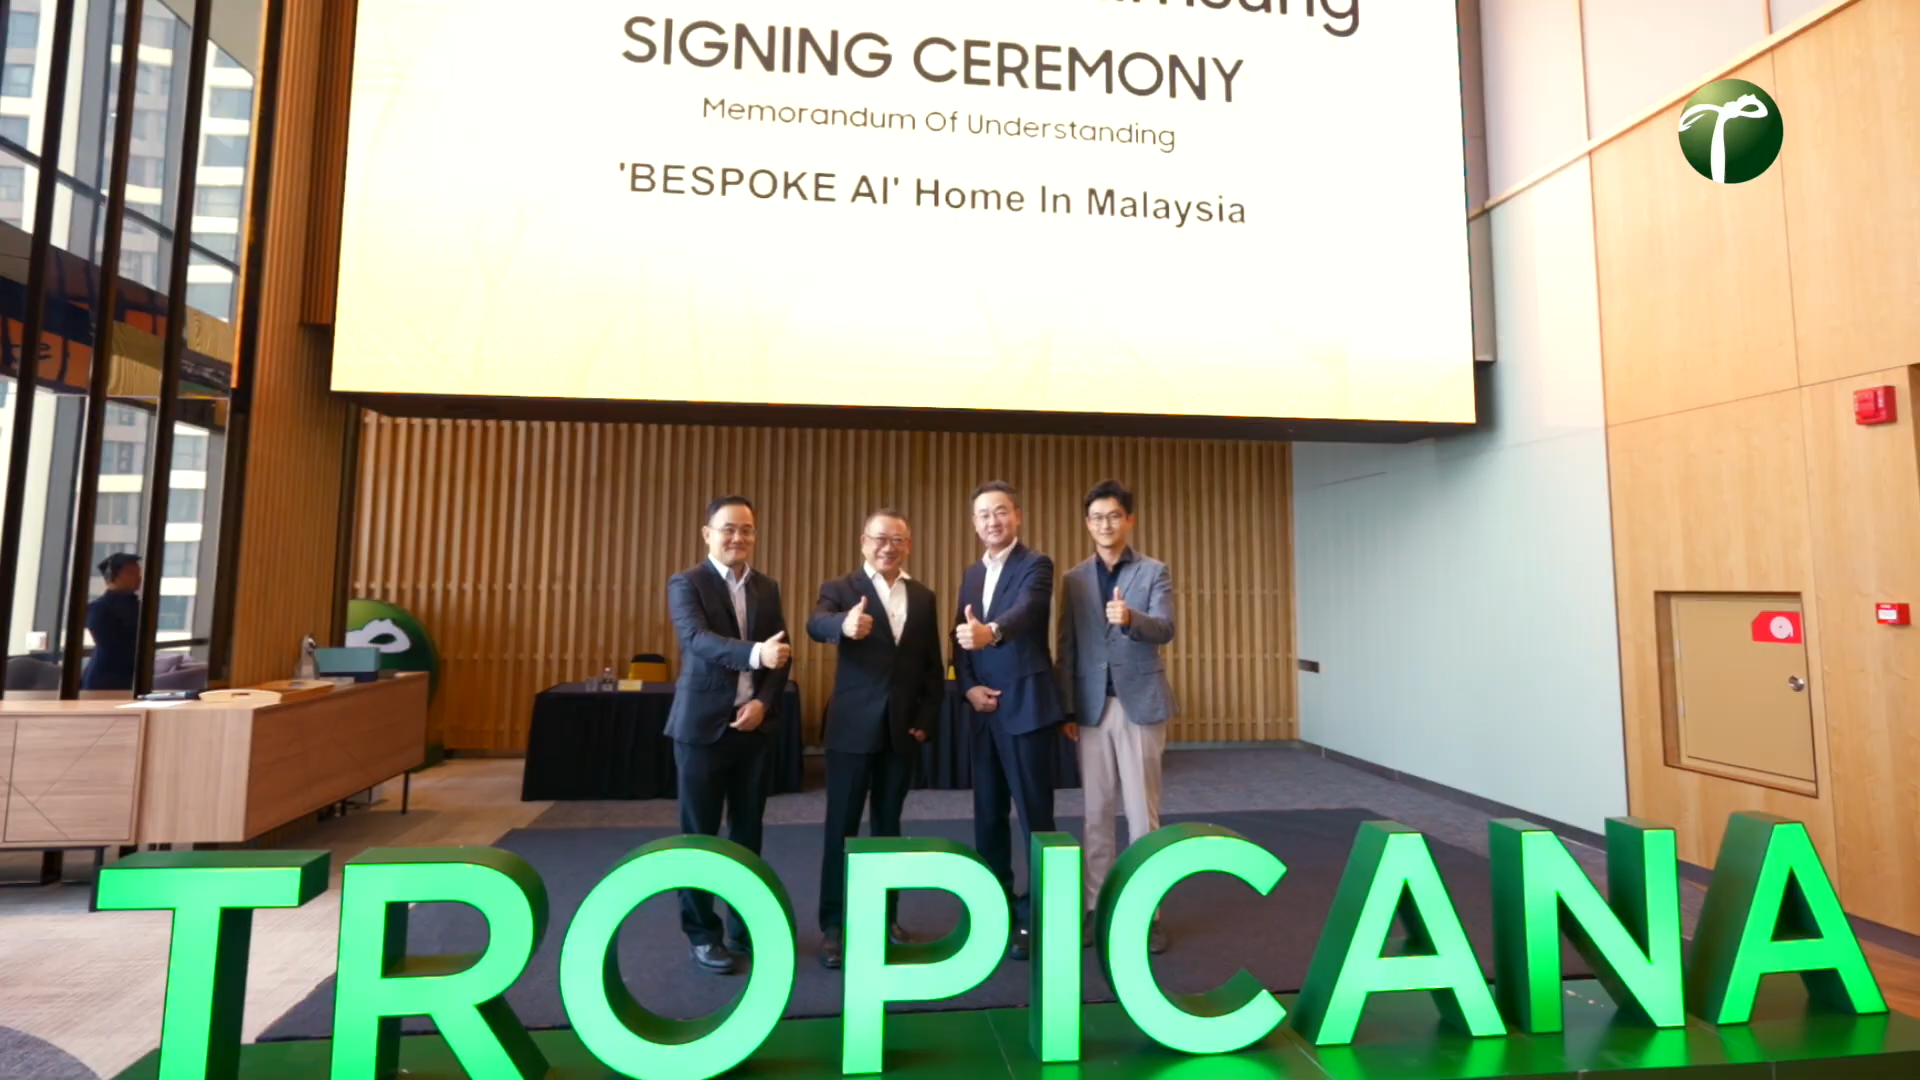 SIGNING CEREMONY
Memorandum Of Understanding
'BESPOKE AI' Home In Malaysia
TROPICANA